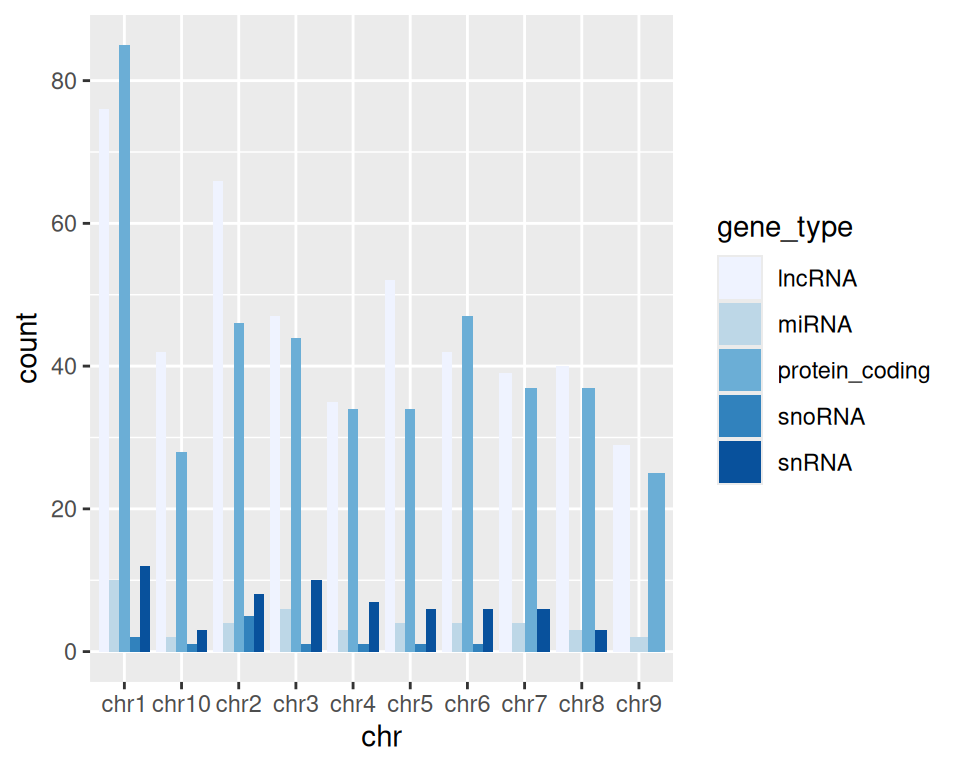 80
60
40
20
0
count
chr1 chr10 chr2 chr3 chr4 chr5 chr6 chr7 chr8 chr9
chr
gene_type
lncRNA
miRNA
protein_coding
snoRNA
snRNA